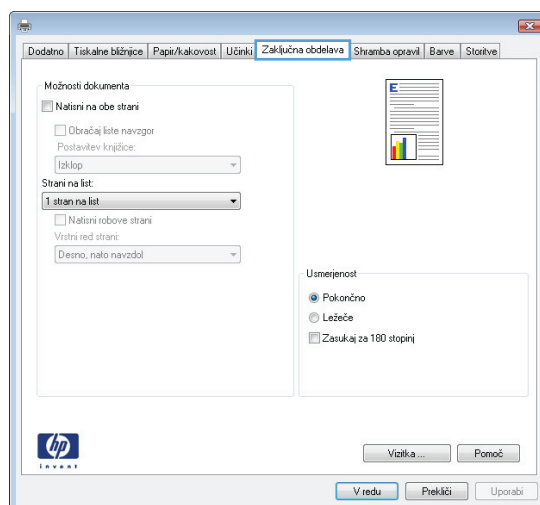 Dodatno Tiskalne bližnjice Papir/kakovost Učinki Zaključna obdelava Shramba opravil Barve Storitve
Možnosti dokumenta
Natisni na obe strani
Obračaj liste navzgor
Postavitev knjižice:
Izklop
Strani na list:
1 stran na list
Natisni robove strani
Vrstni red strani:
Desno, nato navzdol
E
Usmerjenost
Pokončno
Ležeče
Zasukaj za 180 stopinj
hp
invent
Vizitka ... Pomoč
V redu Prekliči Uporabi